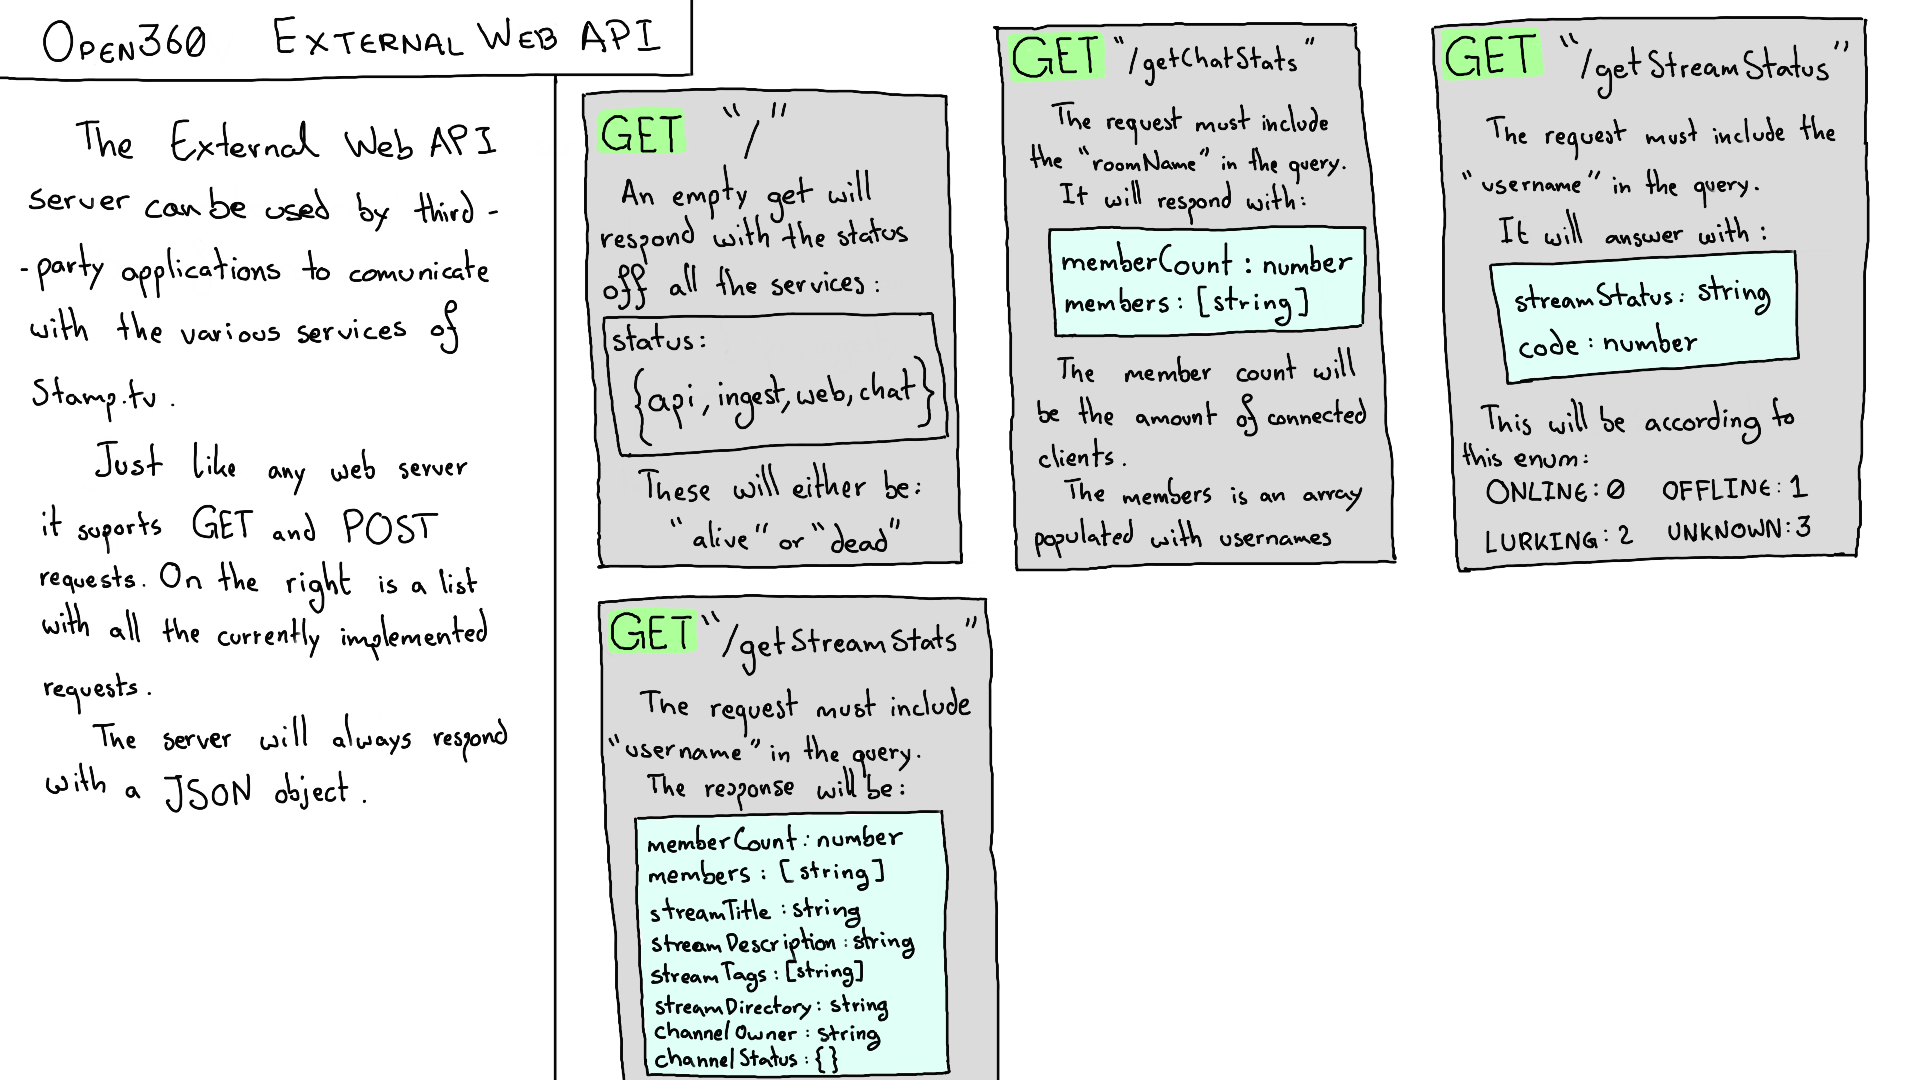 OPEN360 EXTERNAL WEB API
The External Web API
server can be used by third -
- party applications to comunicate
with the various services of
Stamp.tv.
Just like any web server
it suports GET and POST
requests. On the right is a list
with all the currently implemented
requests.
The server will always respond
with a JSON object.
GET "/"
An empty get will
respond with the status
off all the services:
status:
{api, ingest, web, chat}
These will either be:
"alive" or "dead"
GET "/getChatStats"
The request must include
the "roomName" in the query.
It will respond with:
memberCount: number
members: [string]
The member count will
be the amount of connected
clients.
The members is an array
populated with usernames
GET "/getStreamStatus"
The request must include the
"username" in the query.
It will answer with:
streamStatus: string
code: number
This will be according to
this enum:
ONLINE:0 OFFLINE:1
LURKING:2 UNKNOWN:3
GET "/getStreamStats"
The request must include
"username" in the query.
The response will be:
memberCount: number
members: [string]
streamTitle: string
streamDescription: string
streamTags: [string]
streamDirectory: string
channelOwner: string
channelStatus: {}